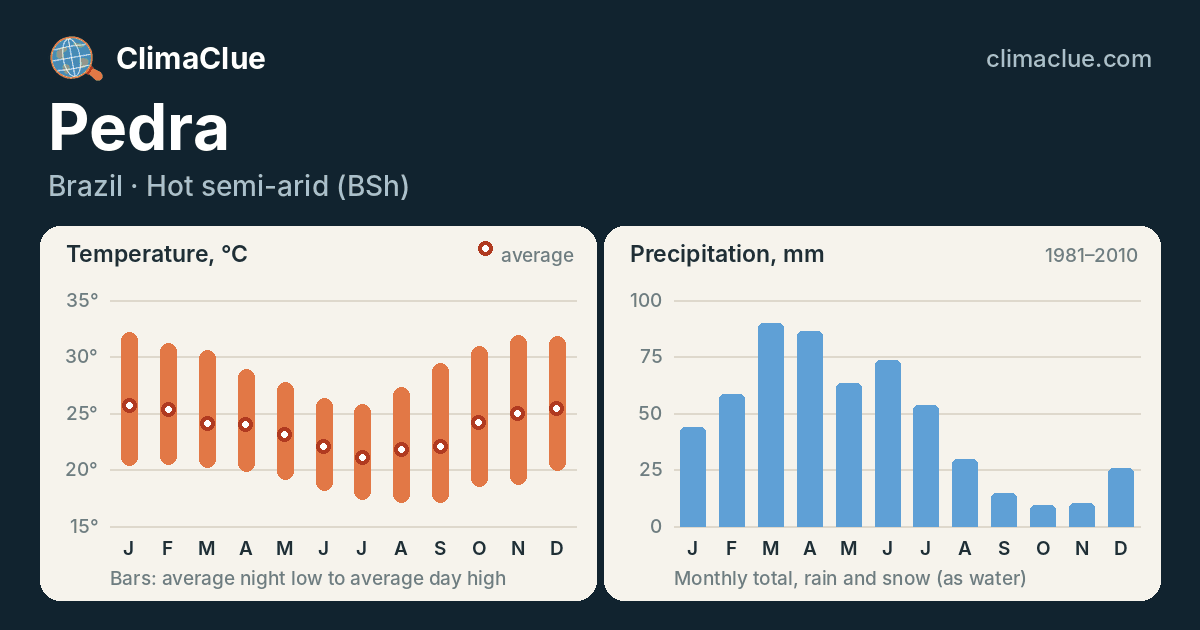 ClimaClue
climaclue.com
Pedra
Brazil · Hot semi-arid (BSh)
Temperature, °C
average
35°
30°
25°
20°
15°
J F M A M J J A S O N D
Bars: average night low to average day high
Precipitation, mm
1981–2010
100
75
50
25
0
J F M A M J J A S O N D
Monthly total, rain and snow (as water)